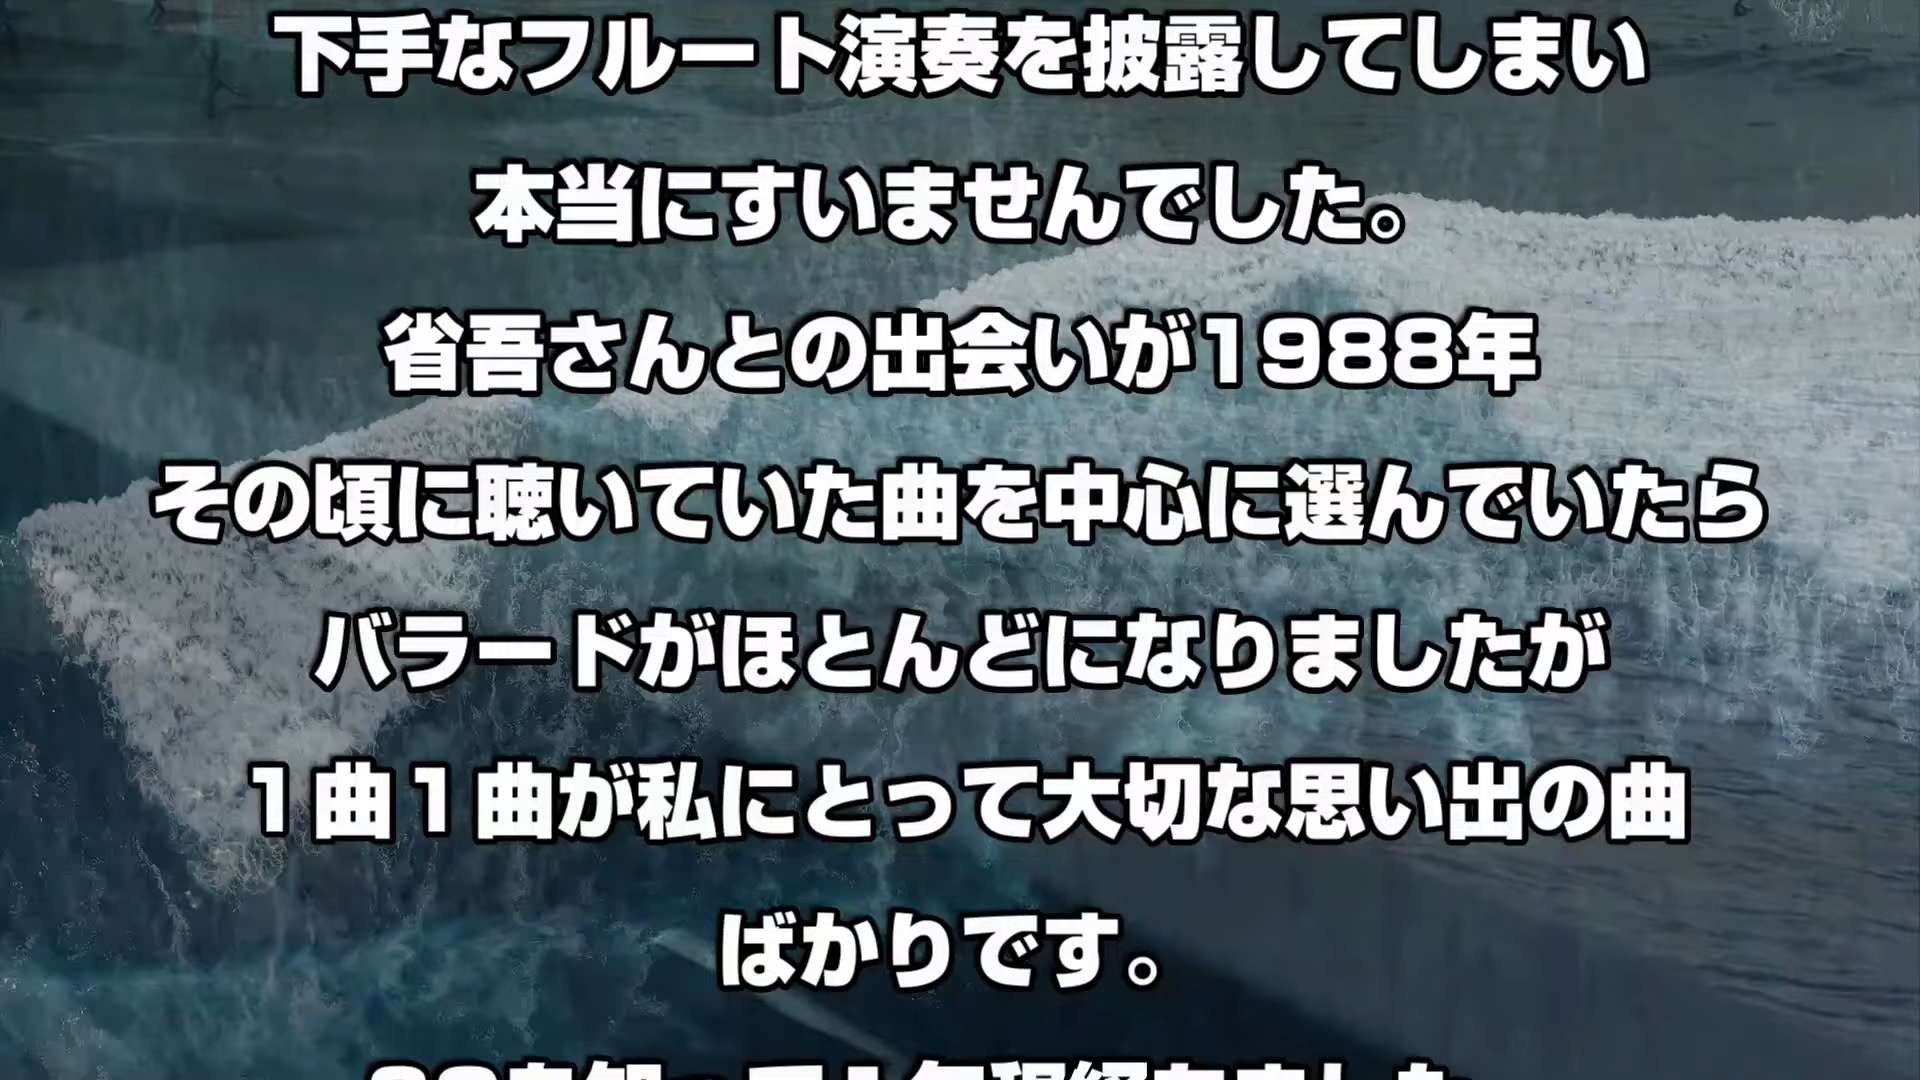 下手なフルート演奏を披露してしまい
本当にすいませんでした。
省吾さんとの出会いが1988年
その頃に聴いていた曲を中心に選んでいたら
バラードがほとんどになりましたが
１曲１曲が私にとって大切な思い出の曲
ばかりです。